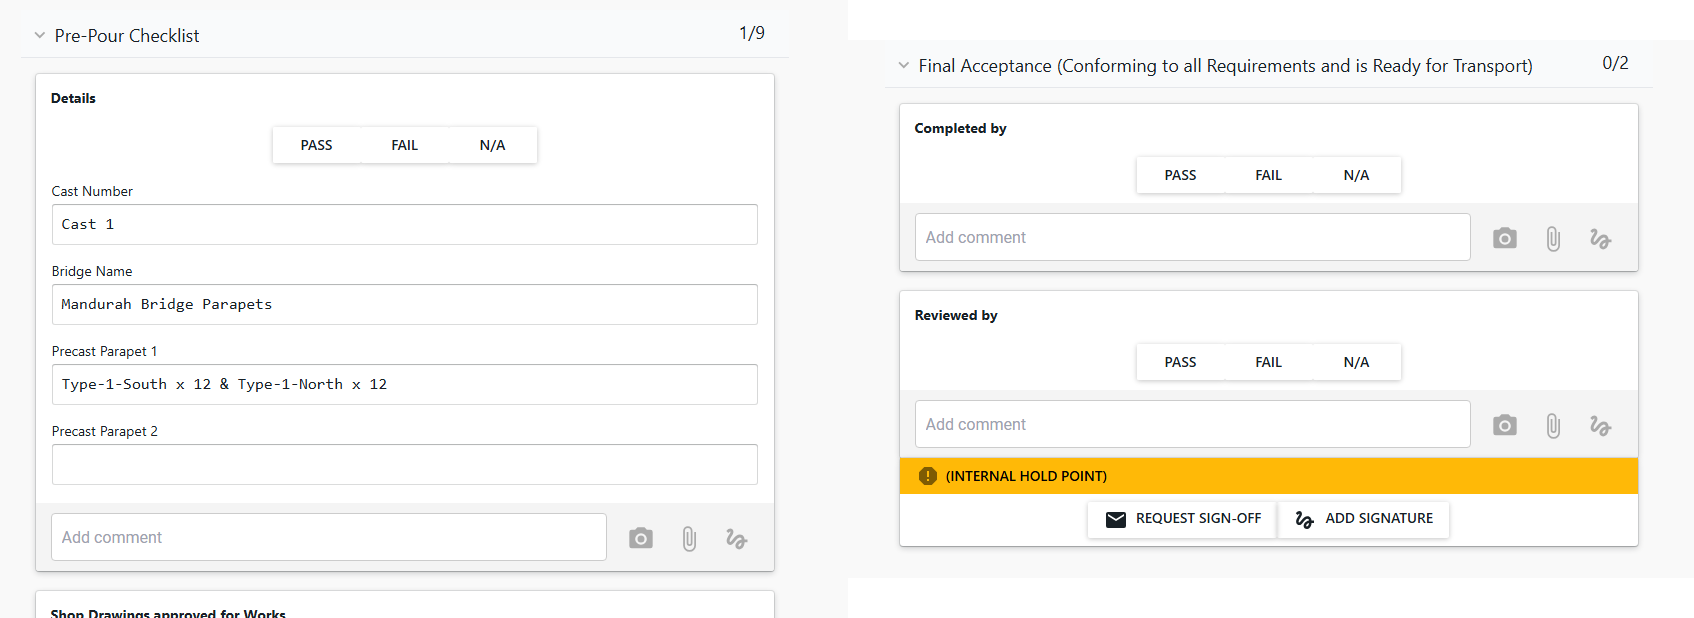 Pre-Pour Checklist
1/9
Details
PASS FAIL N/A
Cast Number
Cast 1
Bridge Name
Mandurah Bridge Parapets
Precast Parapet 1
Type-1-South x 12 & Type-1-North x 12
Precast Parapet 2
Add comment
Shop Drawings approved for Works
Final Acceptance (Conforming to all Requirements and is Ready for Transport)
0/2
Completed by
PASS FAIL N/A
Add comment
Reviewed by
PASS FAIL N/A
Add comment
(INTERNAL HOLD POINT)
REQUEST SIGN-OFF ADD SIGNATURE